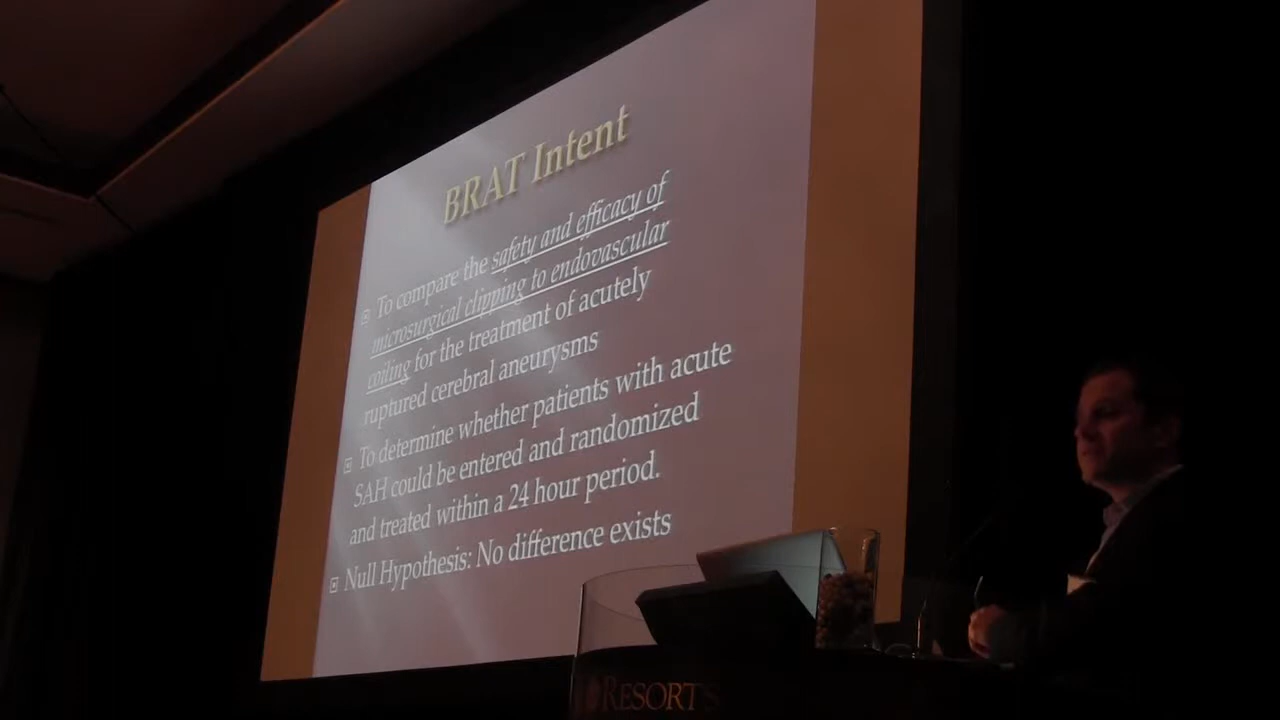 BRAT Intent
To compare the safety and efficacy of
microsurgical clipping to endovascular
coiling for the treatment of acutely
ruptured cerebral aneurysms
To determine whether patients with acute
SAH could be entered and randomized
and treated within a 24 hour period.
Null Hypothesis: No difference exists
RESORTS